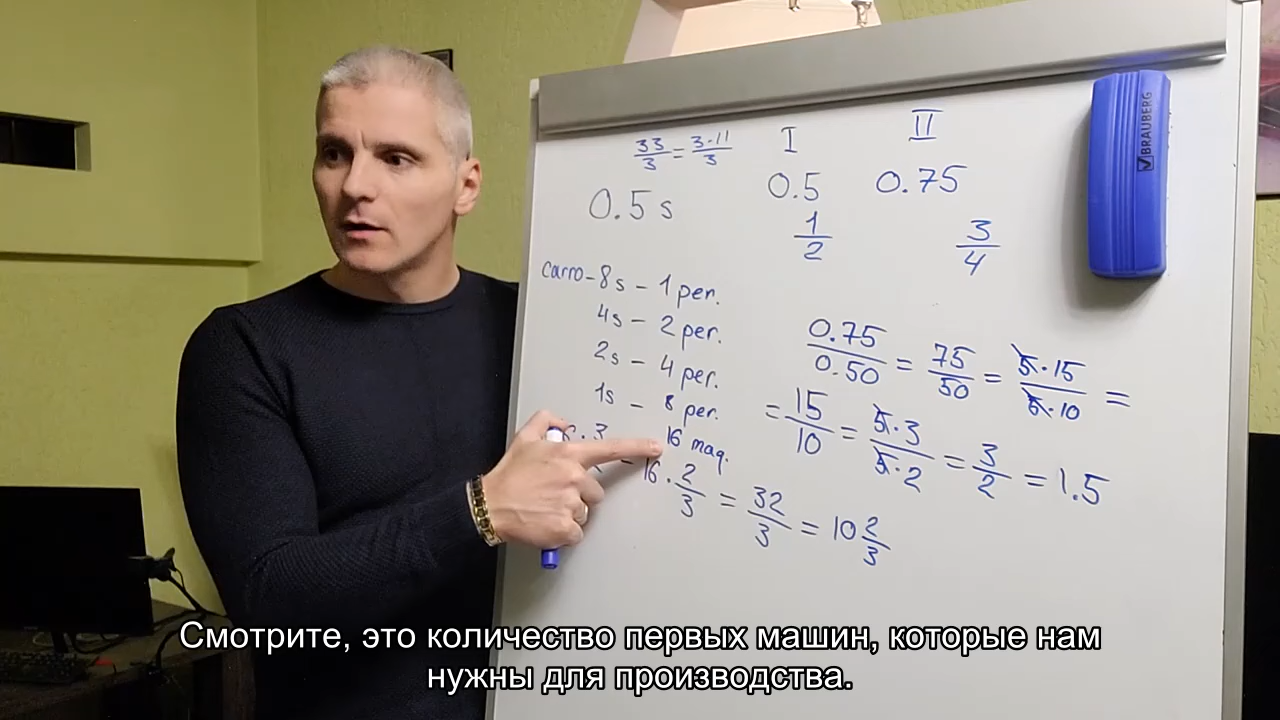 33/3 = 3·11/3
I II
0.5 s 0.5 0.75
1/2 3/4
carro - 8s - 1 per.
4s - 2 per.
2s - 4 per.
1s - 8 per.
16 maq.
16 · 2/3 = 32/3 = 10 2/3
0.75/0.50 = 75/50 = 5·15/5·10 =
= 15/10 = 5·3/5·2 = 3/2 = 1.5
BRAUBERG
Смотрите, это количество первых машин, которые нам
нужны для производства.